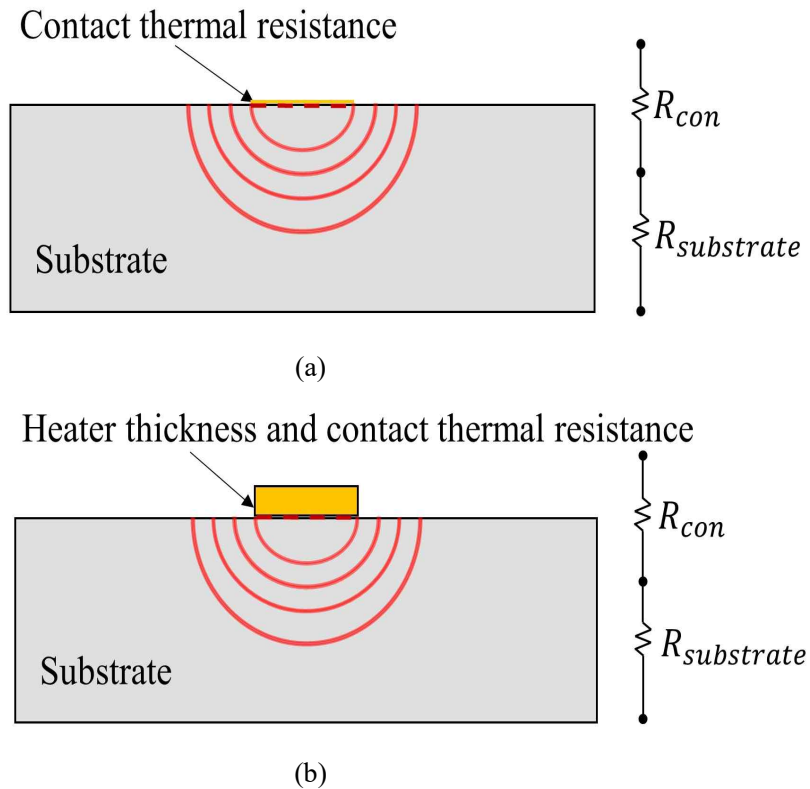 Contact thermal resistance
R_con
R_substrate
Substrate
(a)
Heater thickness and contact thermal resistance
R_con
R_substrate
Substrate
(b)